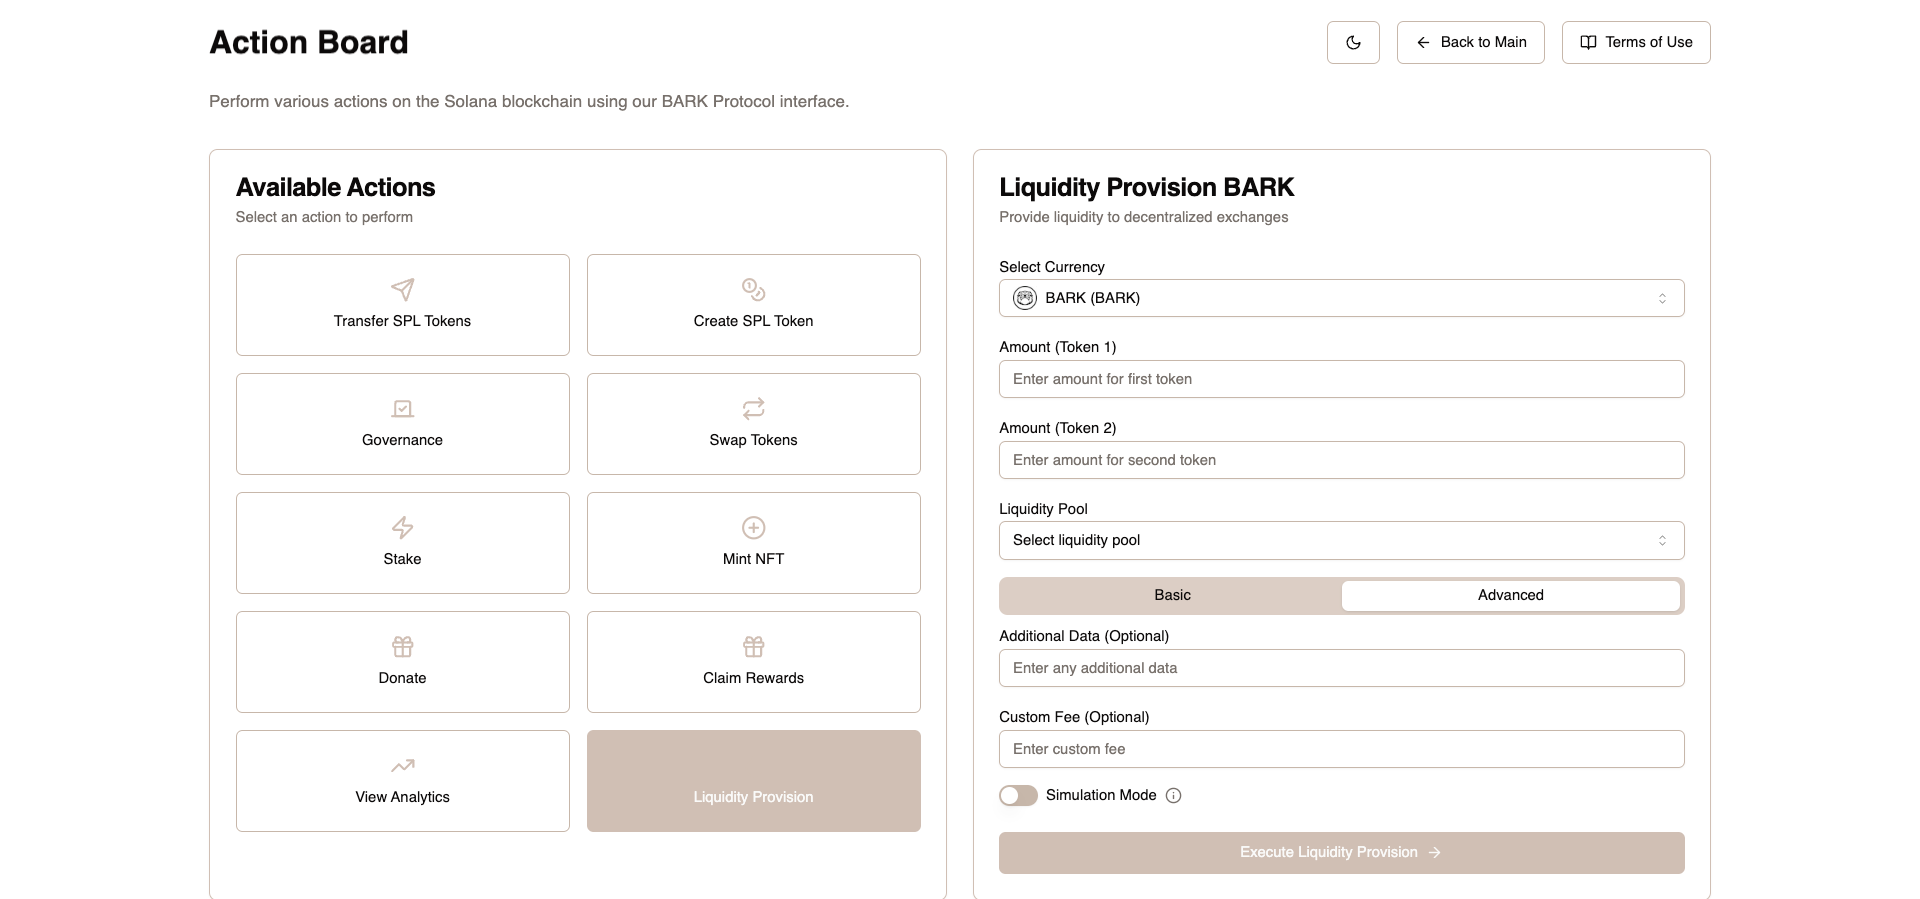 Action Board
Back to Main
Terms of Use
Perform various actions on the Solana blockchain using our BARK Protocol interface.
Available Actions
Select an action to perform
Transfer SPL Tokens
Create SPL Token
Governance
Swap Tokens
Stake
Mint NFT
Donate
Claim Rewards
View Analytics
Liquidity Provision
Liquidity Provision BARK
Provide liquidity to decentralized exchanges
Select Currency
BARK (BARK)
Amount (Token 1)
Enter amount for first token
Amount (Token 2)
Enter amount for second token
Liquidity Pool
Select liquidity pool
Basic
Advanced
Additional Data (Optional)
Enter any additional data
Custom Fee (Optional)
Enter custom fee
Simulation Mode
Execute Liquidity Provision